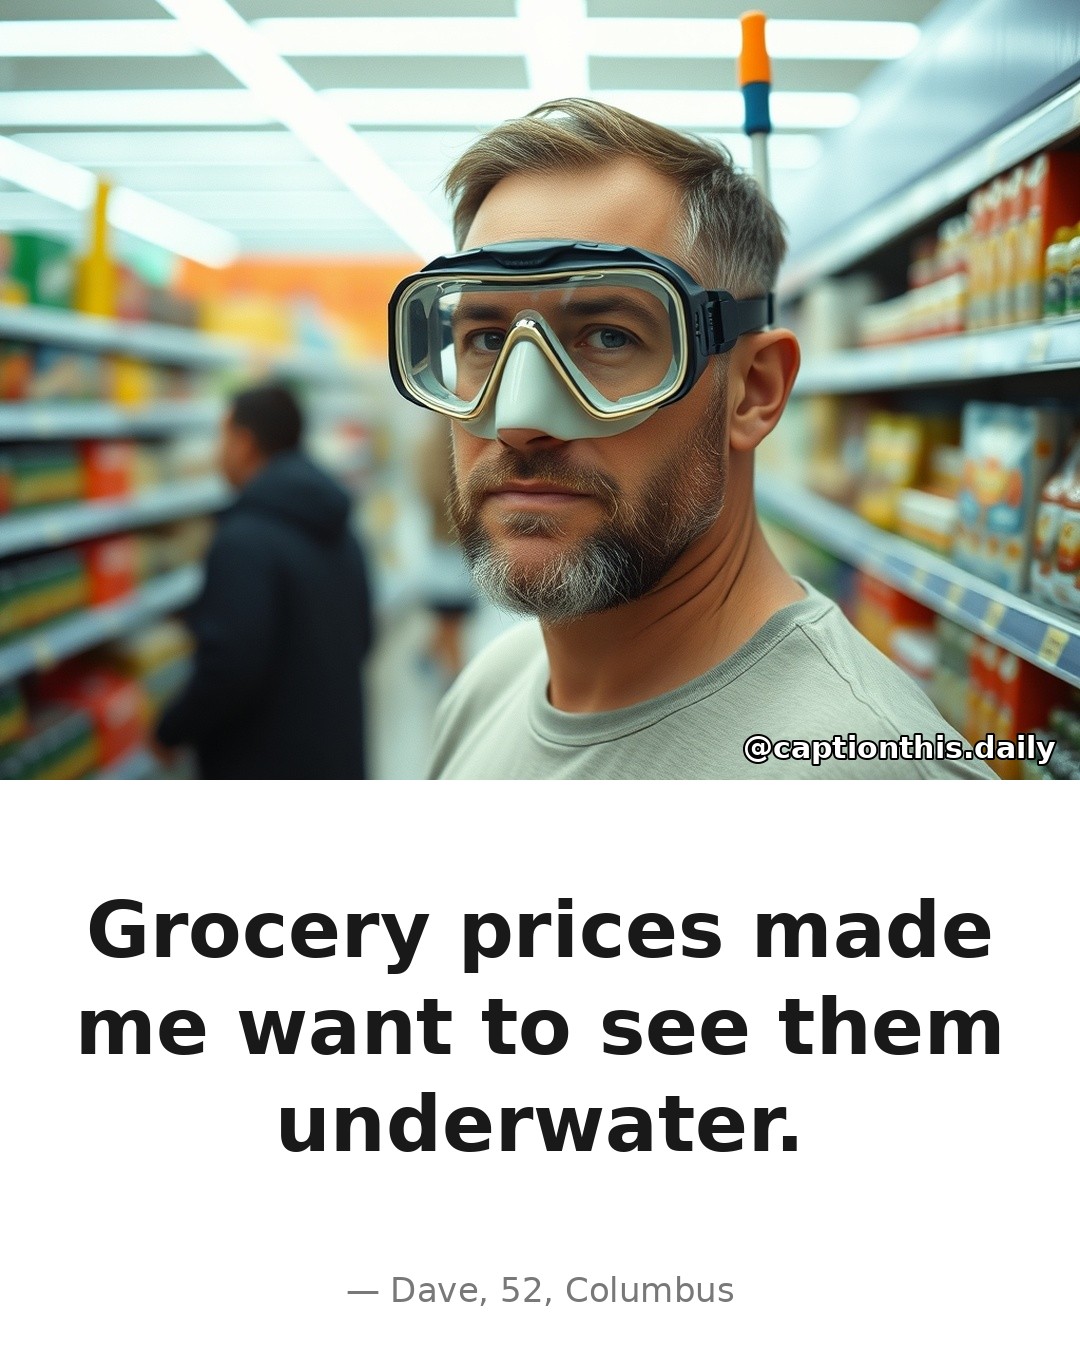 @captionthis.daily
Grocery prices made
me want to see them
underwater.
— Dave, 52, Columbus